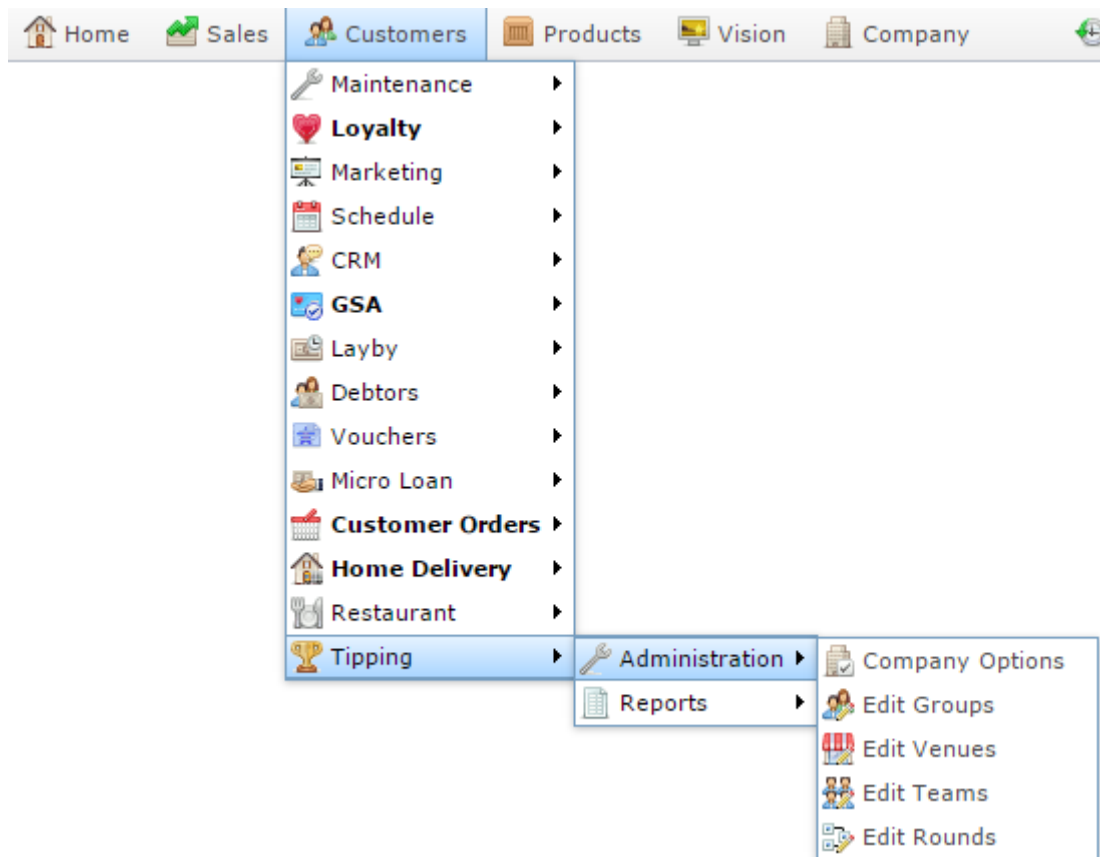 Home Sales Customers Products Vision Company
Maintenance
Loyalty
Marketing
Schedule
CRM
GSA
Layby
Debtors
Vouchers
Micro Loan
Customer Orders
Home Delivery
Restaurant
Tipping Administration Company Options
Reports Edit Groups
Edit Venues
Edit Teams
Edit Rounds